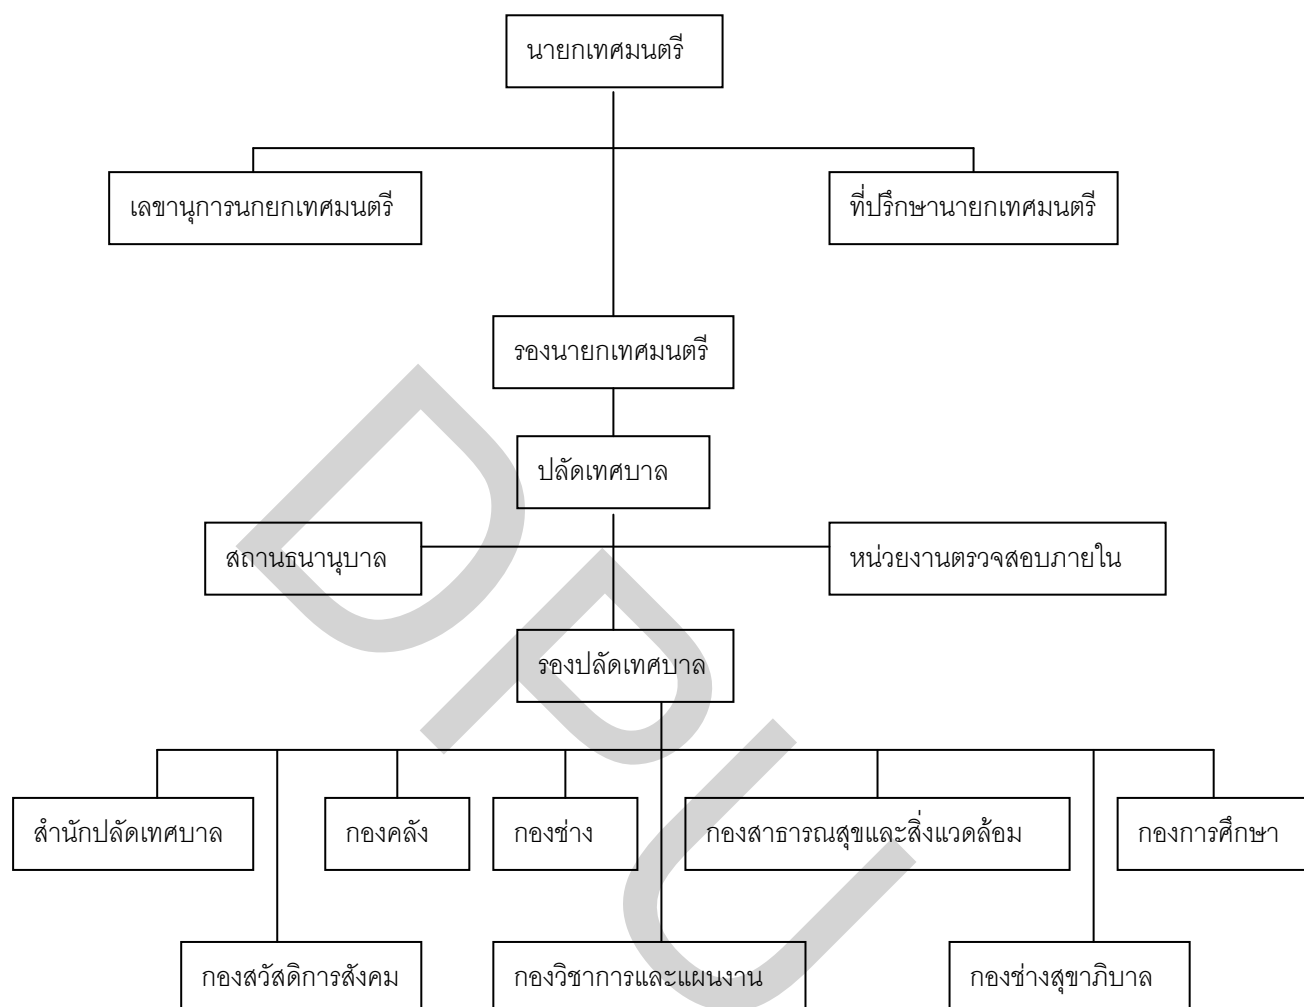 นายกเทศมนตรี
เลขานุการนกยกเทศมนตรี
ที่ปรึกษานายกเทศมนตรี
รองนายกเทศมนตรี
ปลัดเทศบาล
สถานธนานุบาล
หน่วยงานตรวจสอบภายใน
รองปลัดเทศบาล
สำนักปลัดเทศบาล
กองคลัง
กองช่าง
กองสาธารณสุขและสิ่งแวดล้อม
กองการศึกษา
กองสวัสดิการสังคม
กองวิชาการและแผนงาน
กองช่างสุขาภิบาล
DPU